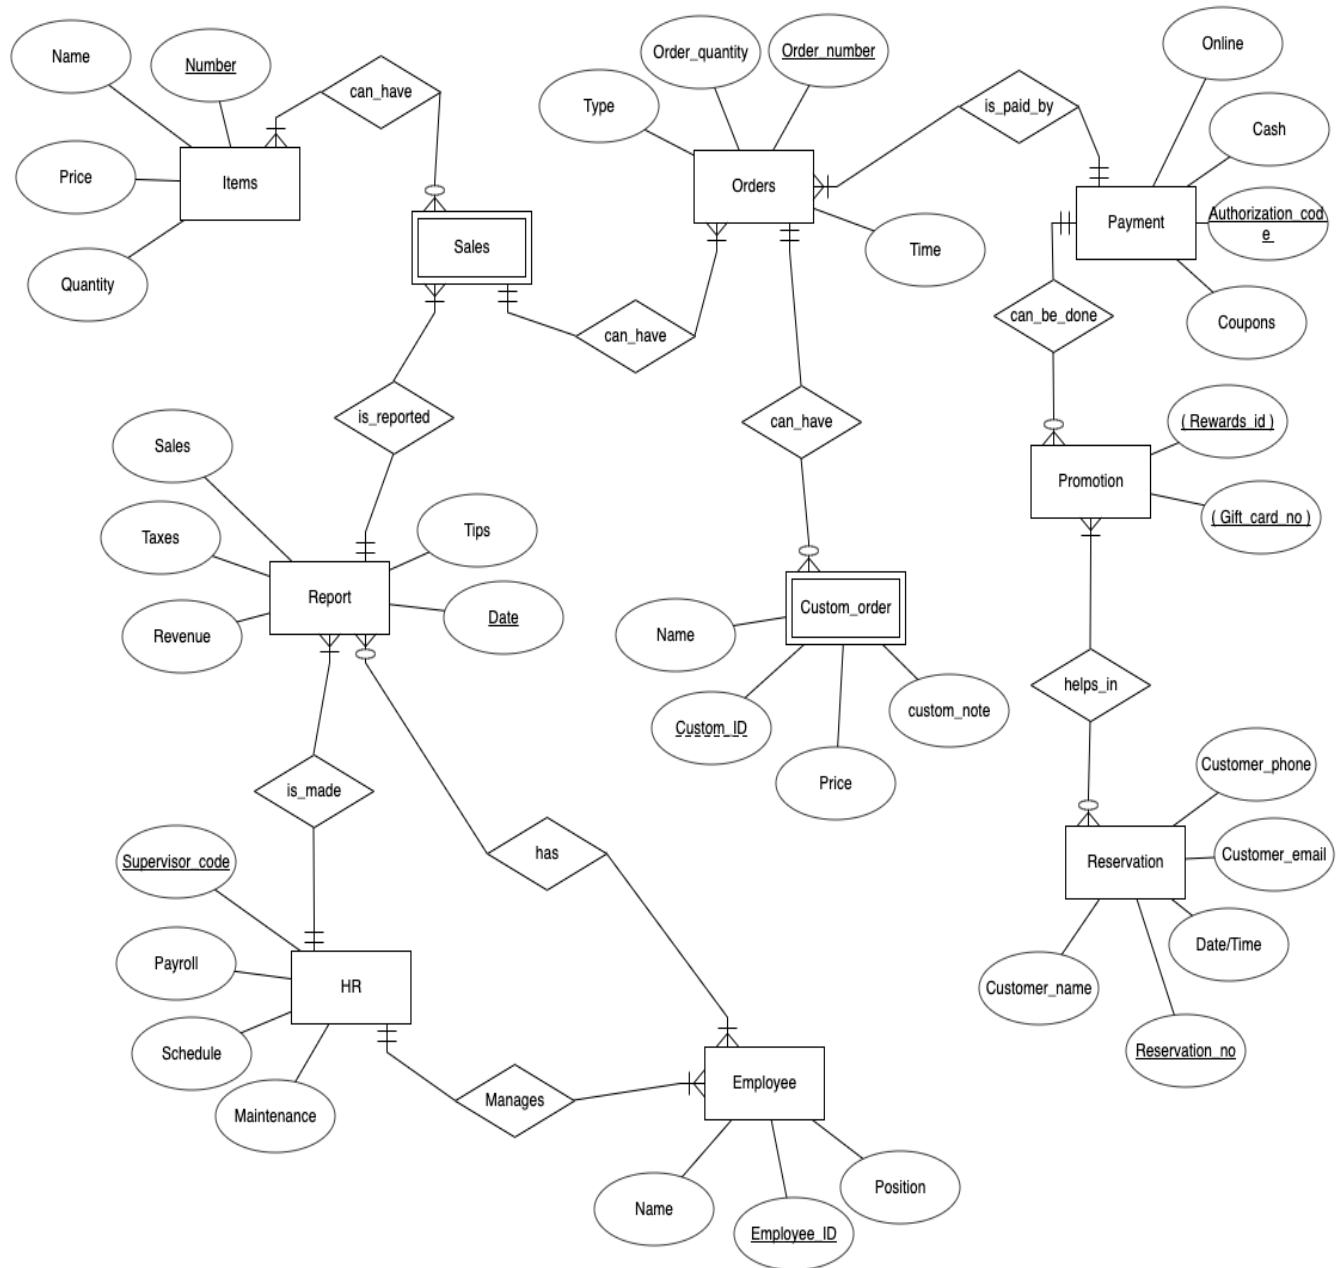 Online
Name
Number
can_have
Order_quantity
Order_number
Type
is_paid_by
Cash
Price
Items
Orders
Payment
Authorization_cod
e
Sales
Time
Quantity
can_have
can_be_done
Coupons
is_reported
can_have
( Rewards_id )
Sales
Promotion
( Gift_card_no )
Taxes
Tips
Report
Custom_order
Revenue
Date
Name
helps_in
custom_note
Custom_ID
Customer_phone
Price
is_made
has
Supervisor_code
Reservation
Customer_email
Date/Time
Payroll
HR
Customer_name
Schedule
Reservation_no
Employee
Manages
Maintenance
Position
Name
Employee_ID